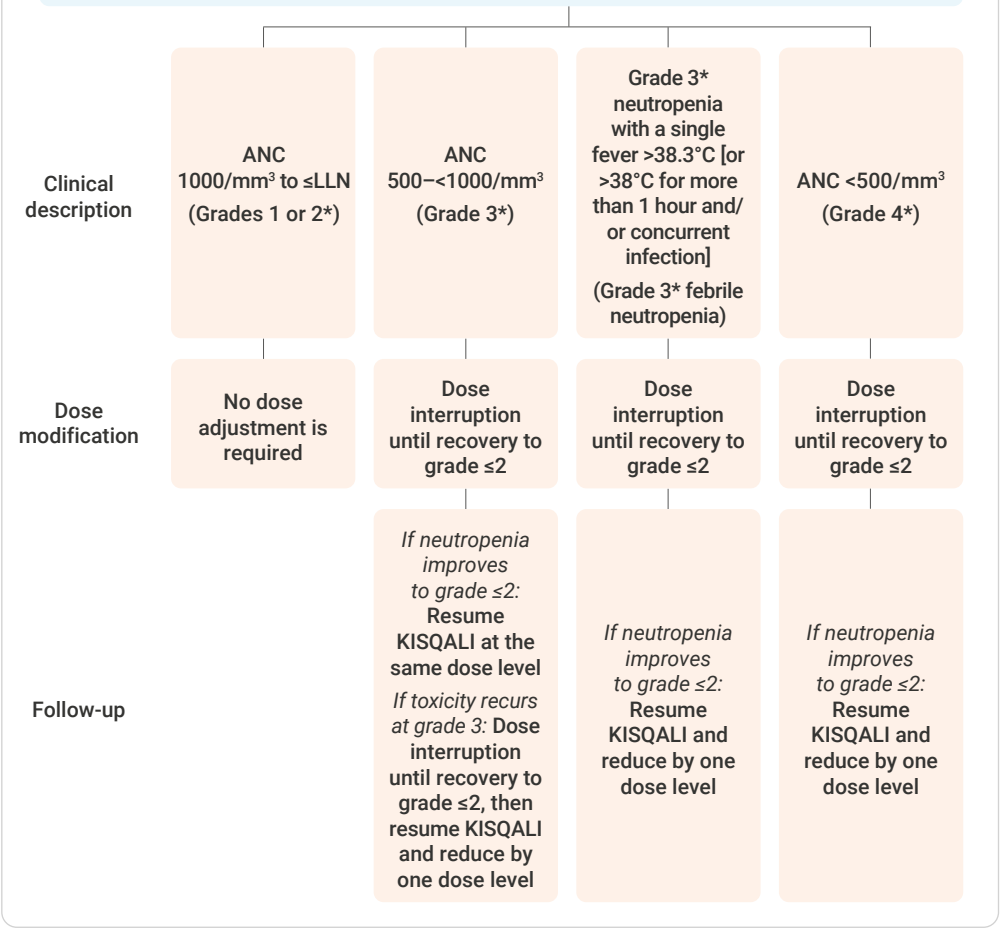 Clinical
description
ANC
1000/mm³ to ≤LLN
(Grades 1 or 2*)
ANC
500–<1000/mm³
(Grade 3*)
Grade 3*
neutropenia
with a single
fever >38.3°C [or
>38°C for more
than 1 hour and/
or concurrent
infection]
(Grade 3* febrile
neutropenia)
ANC <500/mm³
(Grade 4*)
Dose
modification
No dose
adjustment is
required
Dose
interruption
until recovery to
grade ≤2
Dose
interruption
until recovery to
grade ≤2
Dose
interruption
until recovery to
grade ≤2
Follow-up
If neutropenia
improves
to grade ≤2:
Resume
KISQALI at the
same dose level
If toxicity recurs
at grade 3: Dose
interruption
until recovery to
grade ≤2, then
resume KISQALI
and reduce by
one dose level
If neutropenia
improves
to grade ≤2:
Resume
KISQALI and
reduce by one
dose level
If neutropenia
improves
to grade ≤2:
Resume
KISQALI and
reduce by one
dose level